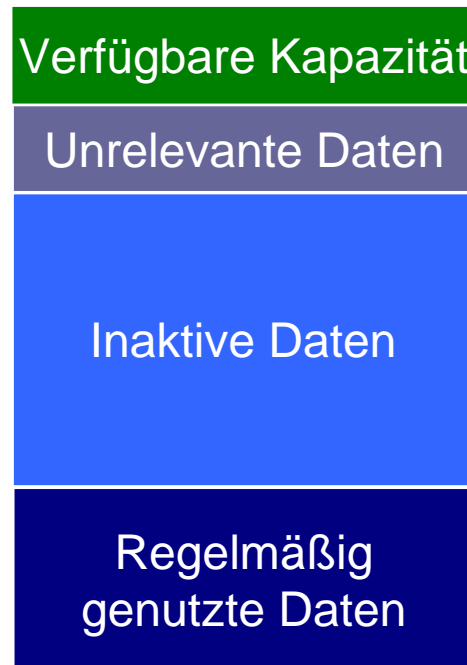 Verfügbare Kapazität
Unrelevante Daten
Inaktive Daten
Regelmäßig
genutzte Daten